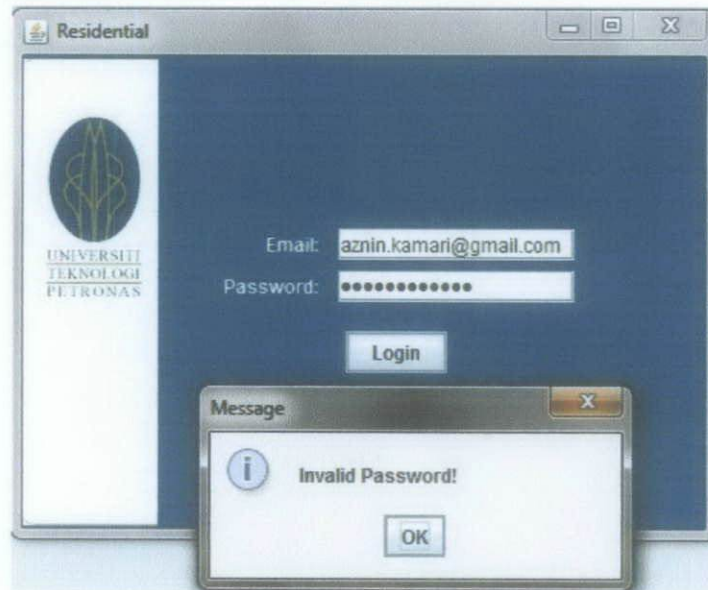 Residential
UNIVERSITI
TEKNOLOGI
PETRONAS
Email: aznin.kamari@gmail.com
Password: ••••••••••••
Login
Message
i Invalid Password!
OK